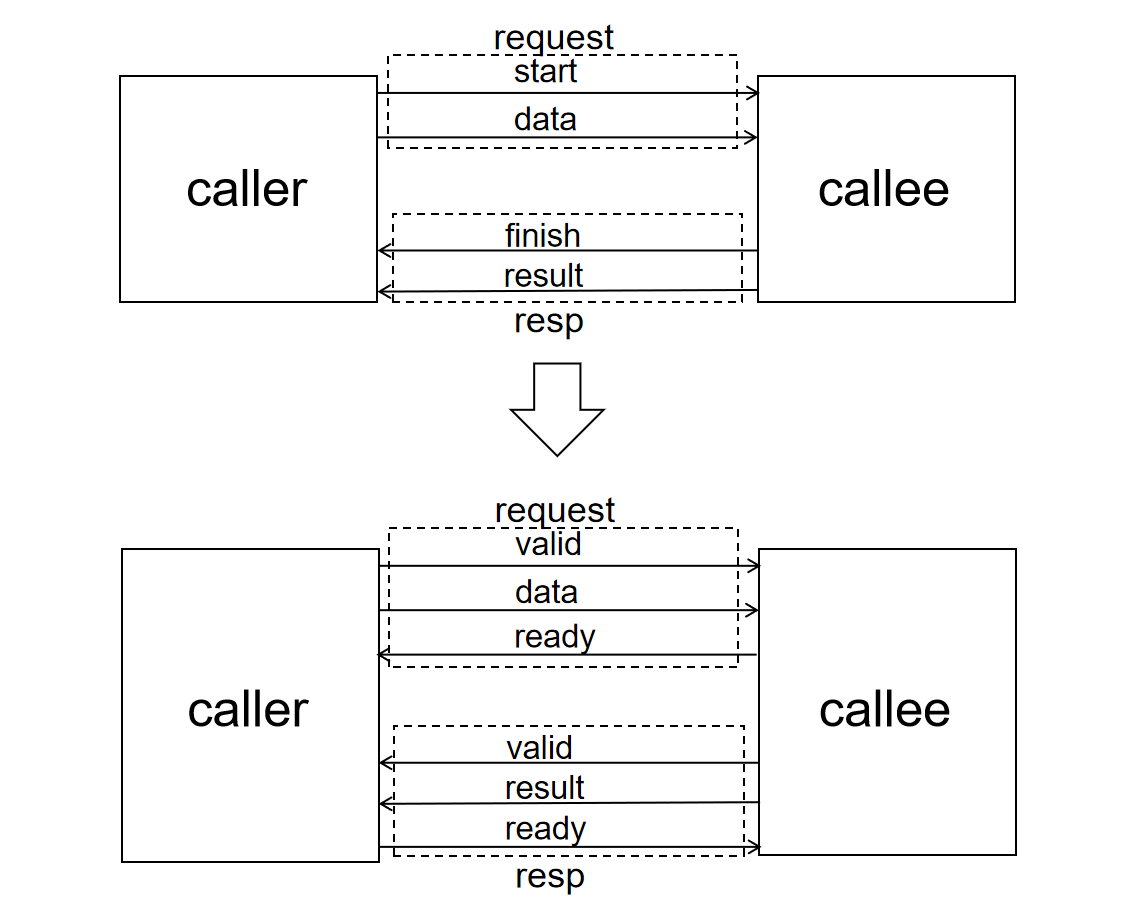 request
start
data
caller
callee
finish
result
resp
request
valid
data
ready
caller
callee
valid
result
ready
resp